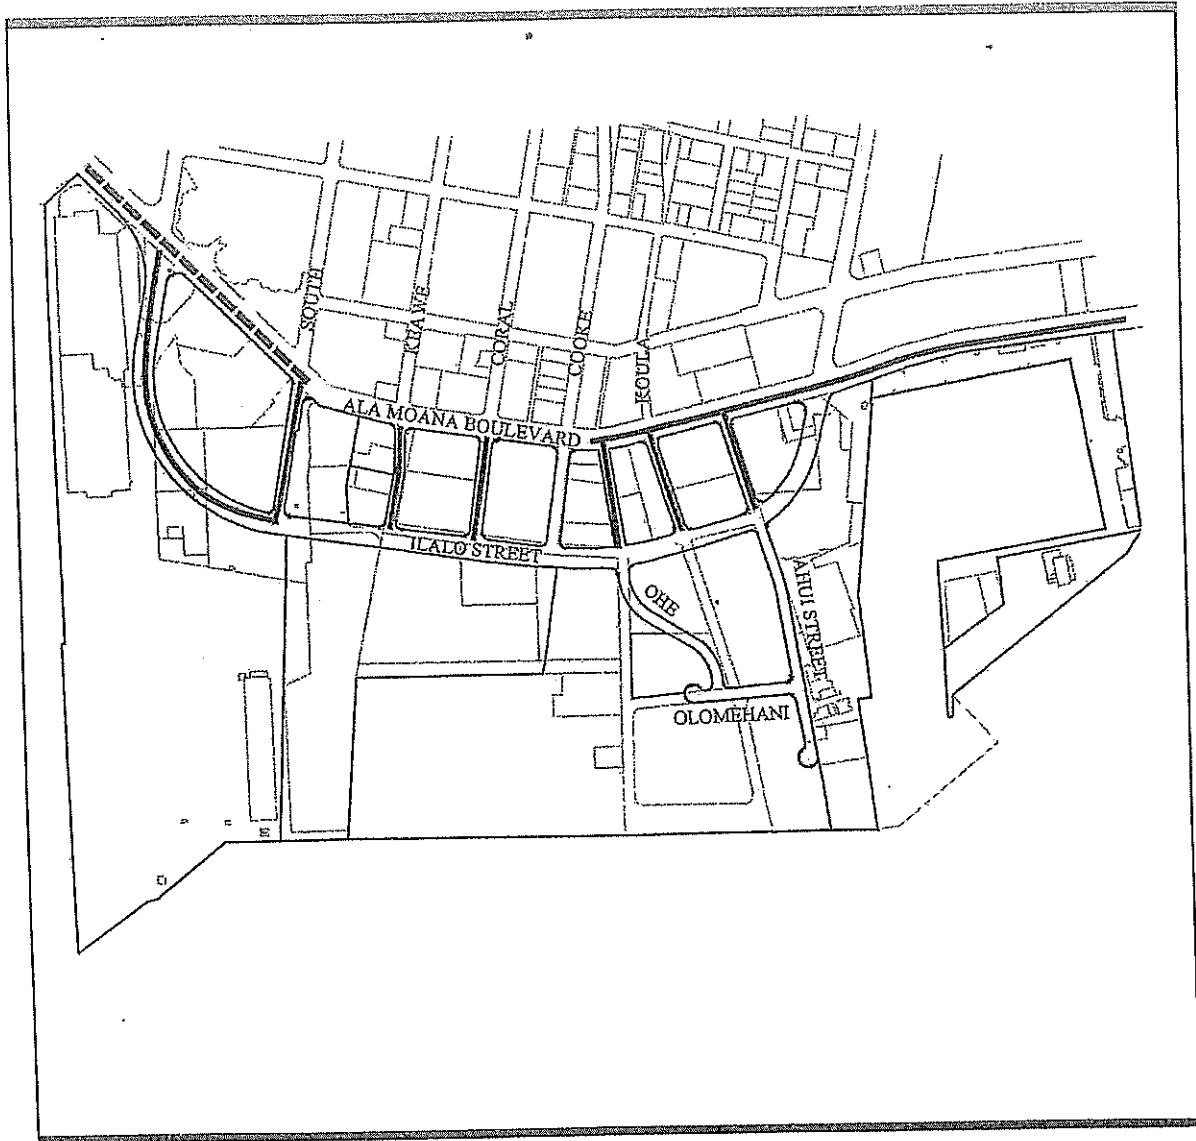 SOUTH
KEAWE
CORAL
COOKE
KOULA
ALA MOANA BOULEVARD
ILALO STREET
OHE
AHUI STREET
OLOMEHANI